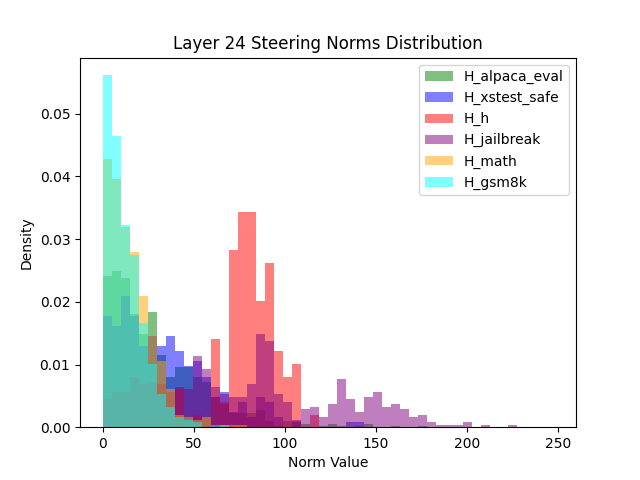 Layer 24 Steering Norms Distribution
H_alpaca_eval
H_xstest_safe
H_h
H_jailbreak
H_math
H_gsm8k
Density
0.05
0.04
0.03
0.02
0.01
0.00
0 50 100 150 200 250
Norm Value